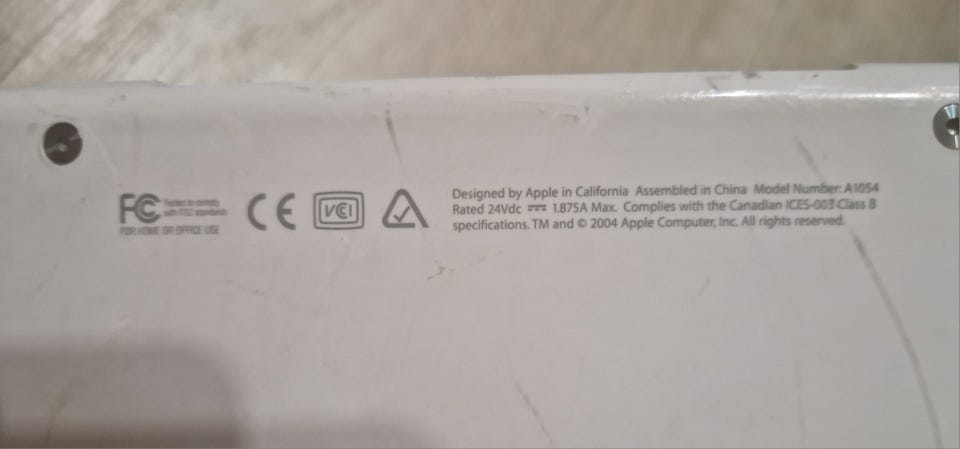 FC Tested to comply
with FCC standards
FOR HOME OR OFFICE USE
CE
VCCI
Designed by Apple in California Assembled in China Model Number: A1054
Rated 24Vdc 1.875A Max. Complies with the Canadian ICES-003 Class B
specifications. TM and © 2004 Apple Computer, Inc. All rights reserved.